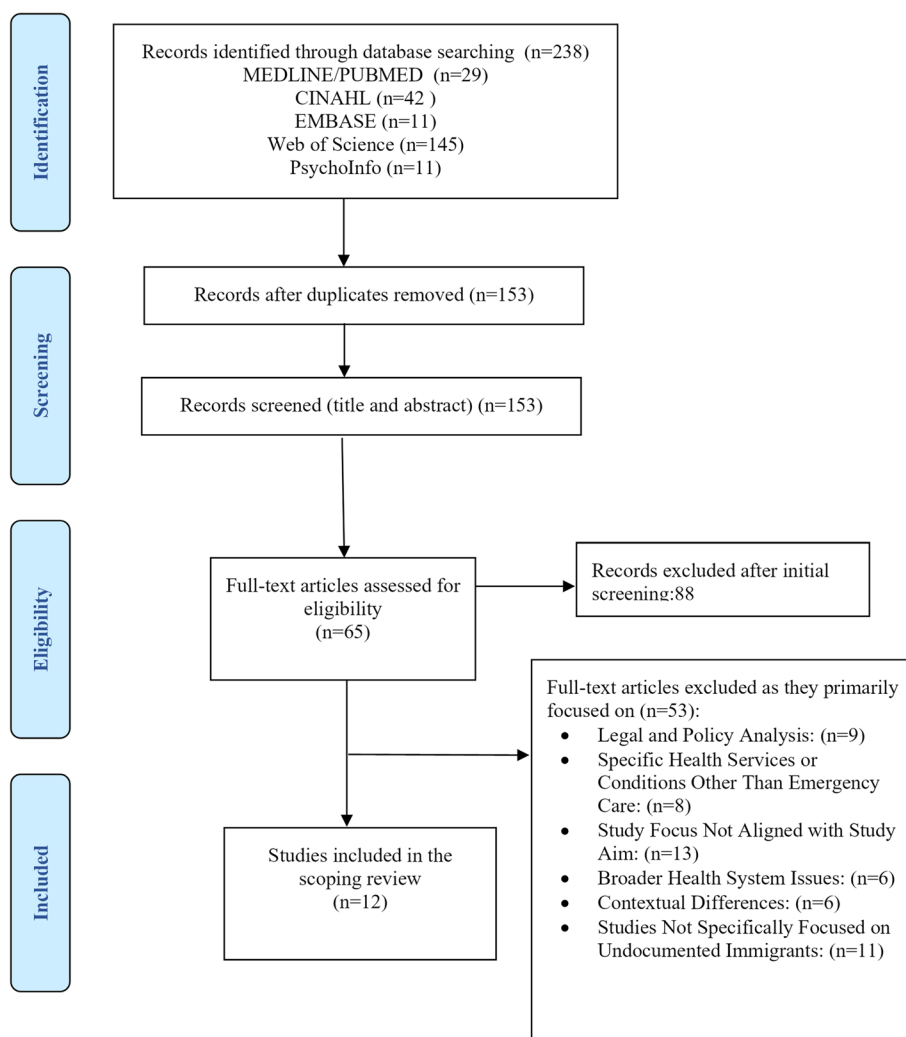 Identification
Records identified through database searching (n=238)
MEDLINE/PUBMED (n=29)
CINAHL (n=42 )
EMBASE (n=11)
Web of Science (n=145)
PsychoInfo (n=11)
Screening
Records after duplicates removed (n=153)
Records screened (title and abstract) (n=153)
Eligibility
Full-text articles assessed for
eligibility
(n=65)
Records excluded after initial
screening:88
Full-text articles excluded as they primarily
focused on (n=53):
• Legal and Policy Analysis: (n=9)
• Specific Health Services or
Conditions Other Than Emergency
Care: (n=8)
• Study Focus Not Aligned with Study
Aim: (n=13)
• Broader Health System Issues: (n=6)
• Contextual Differences: (n=6)
• Studies Not Specifically Focused on
Undocumented Immigrants: (n=11)
Included
Studies included in the
scoping review
(n=12)